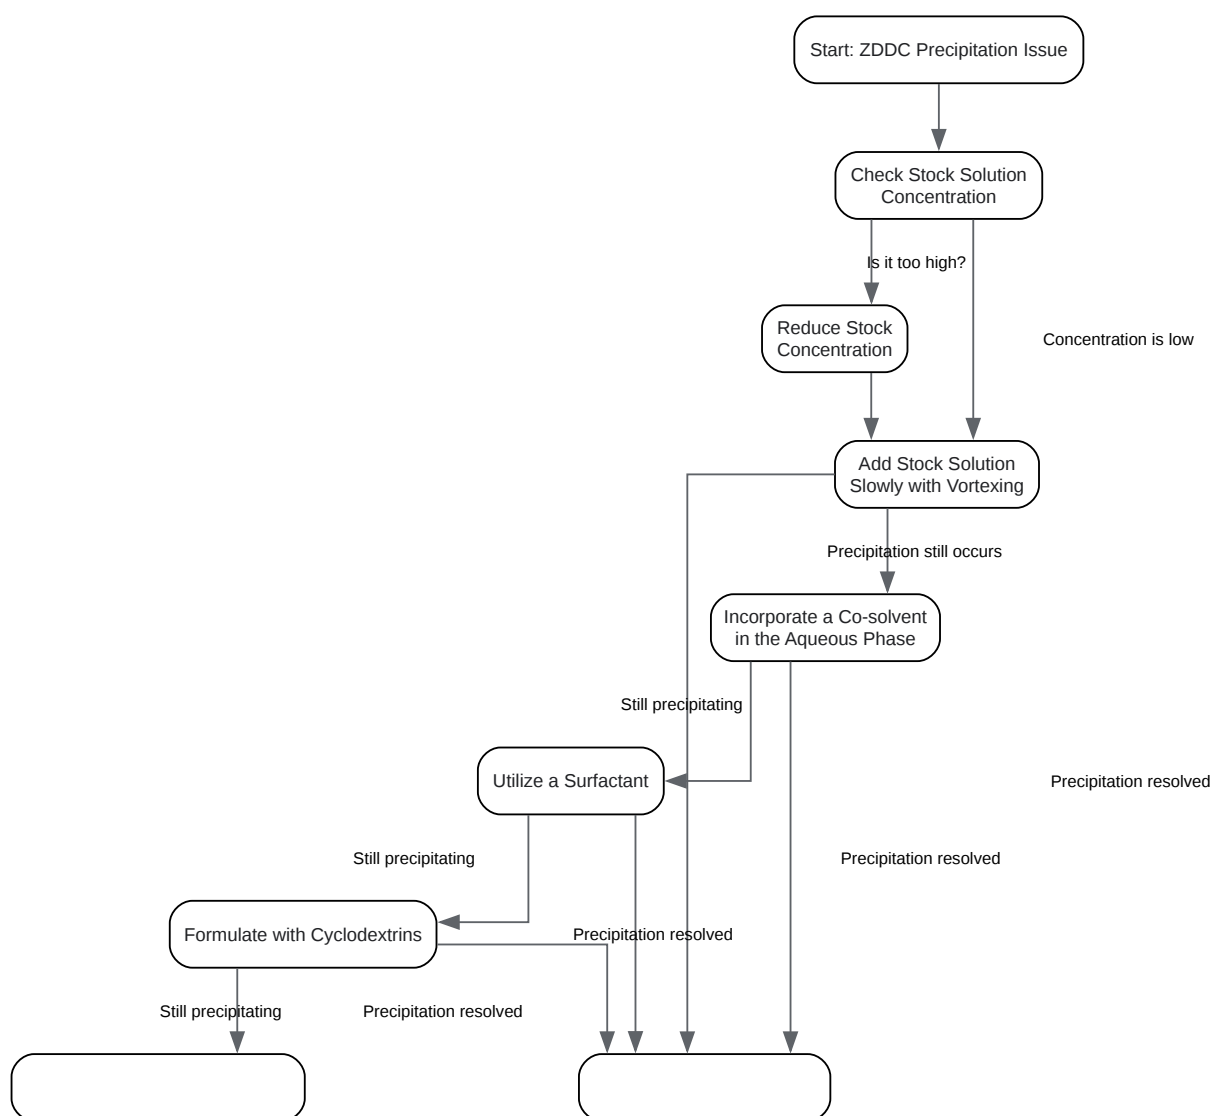 Start: ZDDC Precipitation Issue
Check Stock Solution
Concentration
Is it too high?
Reduce Stock
Concentration
Concentration is low
Add Stock Solution
Slowly with Vortexing
Precipitation still occurs
Incorporate a Co-solvent
in the Aqueous Phase
Still precipitating
Utilize a Surfactant
Precipitation resolved
Still precipitating
Precipitation resolved
Formulate with Cyclodextrins
Precipitation resolved
Still precipitating
Precipitation resolved